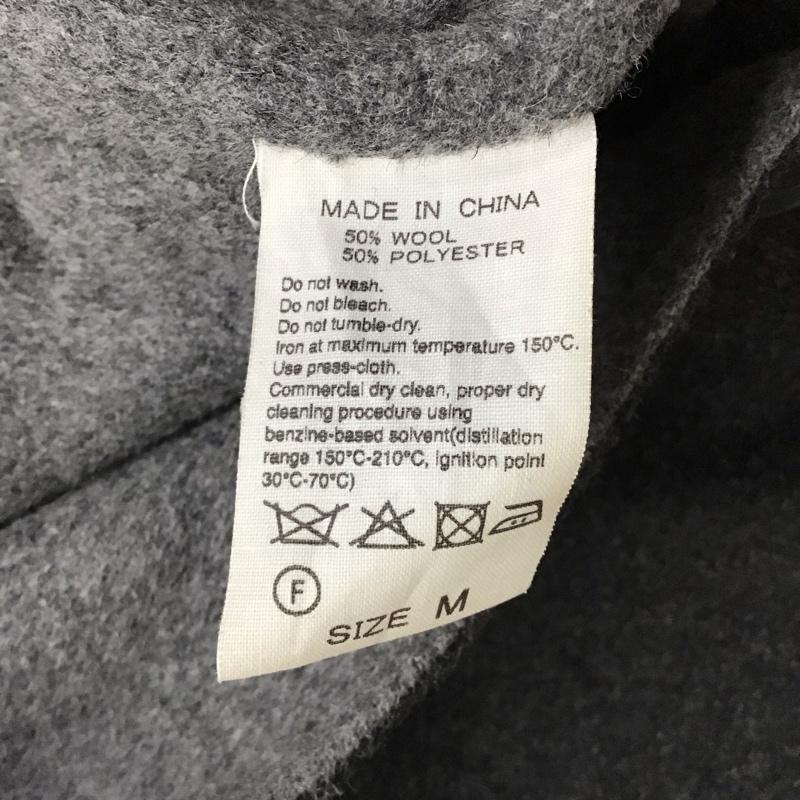 MADE IN CHINA
50% WOOL
50% POLYESTER
Do not wash.
Do not bleach.
Do not tumble-dry.
Iron at maximum temperature 150°C.
Use press-cloth.
Commercial dry clean, proper dry
cleaning procedure using
benzine-based solvent(distillation
range 150°C-210°C, ignition point
30°C-70°C)
F
SIZE M